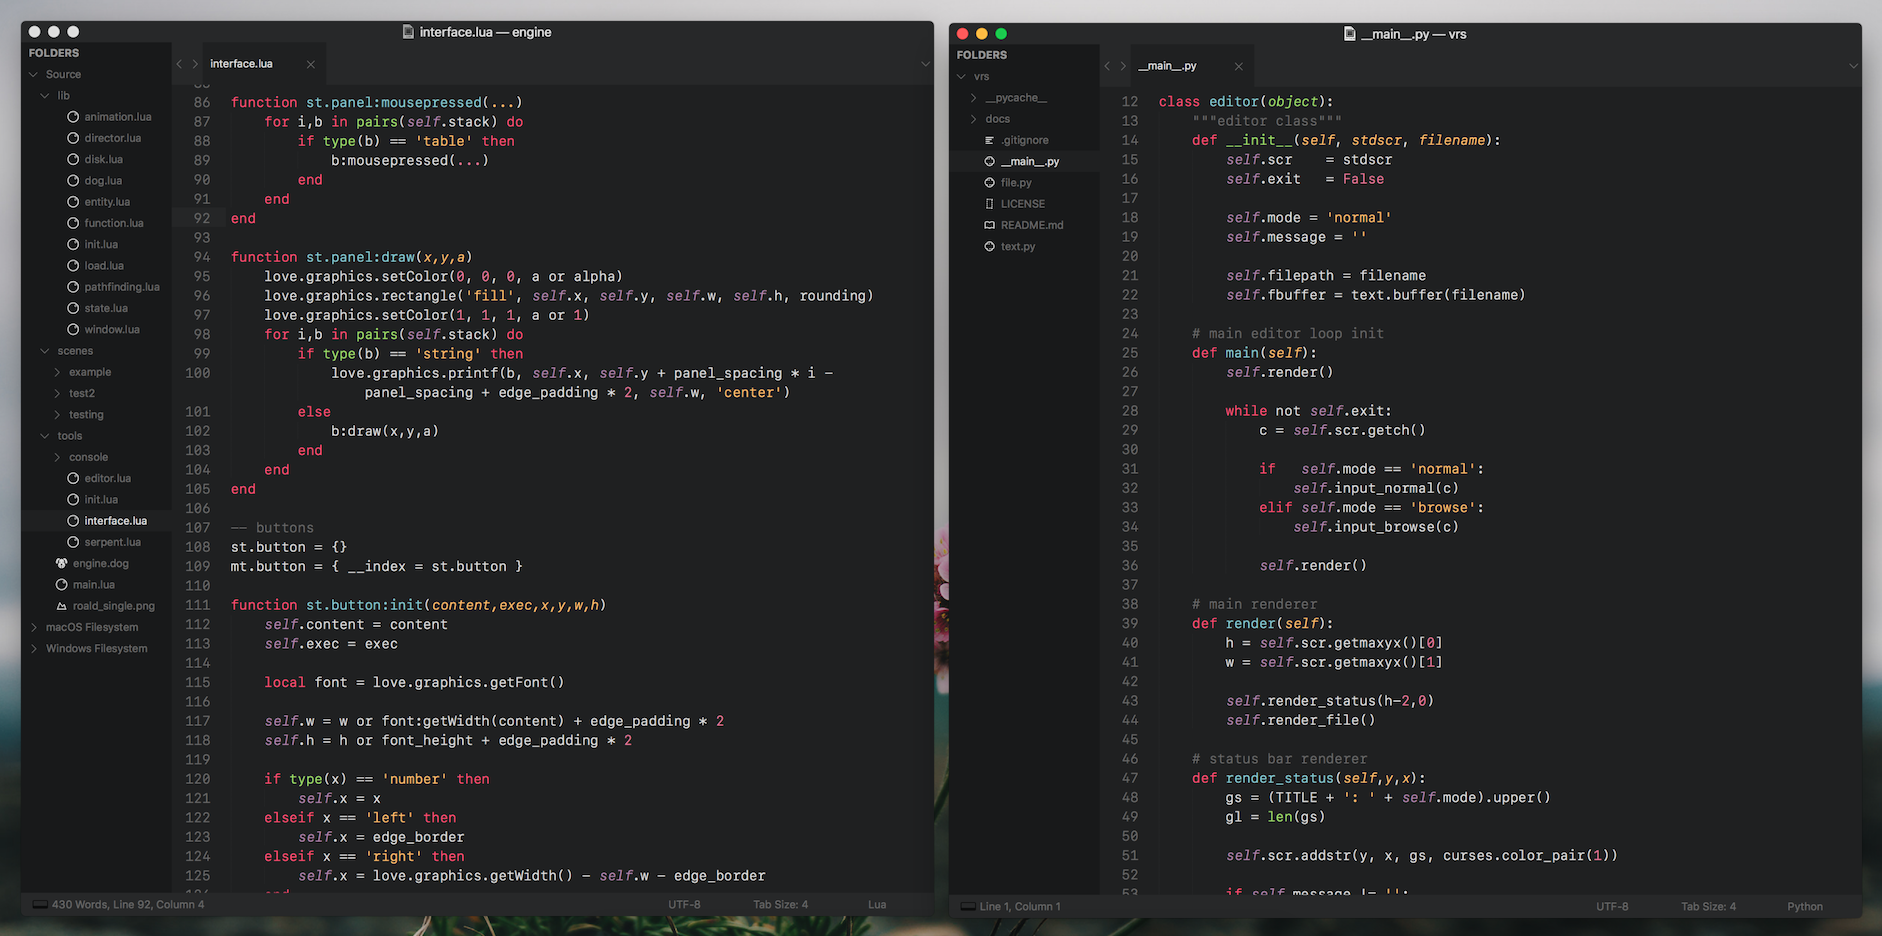 interface.lua — engine
FOLDERS
Source
lib
animation.lua
director.lua
disk.lua
dog.lua
entity.lua
function.lua
init.lua
load.lua
pathfinding.lua
state.lua
window.lua
scenes
example
test2
testing
tools
console
editor.lua
init.lua
interface.lua
serpent.lua
engine.dog
main.lua
roald_single.png
macOS Filesystem
Windows Filesystem
interface.lua
86 function st.panel:mousepressed(...)
87 for i,b in pairs(self.stack) do
88 if type(b) == 'table' then
89 b:mousepressed(...)
90 end
91 end
92 end
93
94 function st.panel:draw(x,y,a)
95 love.graphics.setColor(0, 0, 0, a or alpha)
96 love.graphics.rectangle('fill', self.x, self.y, self.w, self.h, rounding)
97 love.graphics.setColor(1, 1, 1, a or 1)
98 for i,b in pairs(self.stack) do
99 if type(b) == 'string' then
100 love.graphics.printf(b, self.x, self.y + panel_spacing * i -
panel_spacing + edge_padding * 2, self.w, 'center')
101 else
102 b:draw(x,y,a)
103 end
104 end
105 end
106
107 -- buttons
108 st.button = {}
109 mt.button = { __index = st.button }
110
111 function st.button:init(content,exec,x,y,w,h)
112 self.content = content
113 self.exec = exec
114
115 local font = love.graphics.getFont()
116
117 self.w = w or font:getWidth(content) + edge_padding * 2
118 self.h = h or font_height + edge_padding * 2
119
120 if type(x) == 'number' then
121 self.x = x
122 elseif x == 'left' then
123 self.x = edge_border
124 elseif x == 'right' then
125 self.x = love.graphics.getWidth() - self.w - edge_border
430 Words, Line 92, Column 4
UTF-8
Tab Size: 4
Lua
__main__.py — vrs
FOLDERS
vrs
__pycache__
docs
.gitignore
__main__.py
file.py
LICENSE
README.md
text.py
__main__.py
12 class editor(object):
13 """editor class"""
14 def __init__(self, stdscr, filename):
15 self.scr = stdscr
16 self.exit = False
17
18 self.mode = 'normal'
19 self.message = ''
20
21 self.filepath = filename
22 self.fbuffer = text.buffer(filename)
23
24 # main editor loop init
25 def main(self):
26 self.render()
27
28 while not self.exit:
29 c = self.scr.getch()
30
31 if self.mode == 'normal':
32 self.input_normal(c)
33 elif self.mode == 'browse':
34 self.input_browse(c)
35
36 self.render()
37
38 # main renderer
39 def render(self):
40 h = self.scr.getmaxyx()[0]
41 w = self.scr.getmaxyx()[1]
42
43 self.render_status(h-2,0)
44 self.render_file()
45
46 # status bar renderer
47 def render_status(self,y,x):
48 gs = (TITLE + ': ' + self.mode).upper()
49 gl = len(gs)
50
51 self.scr.addstr(y, x, gs, curses.color_pair(1))
52
53 if self.message != '':
Line 1, Column 1
UTF-8
Tab Size: 4
Python